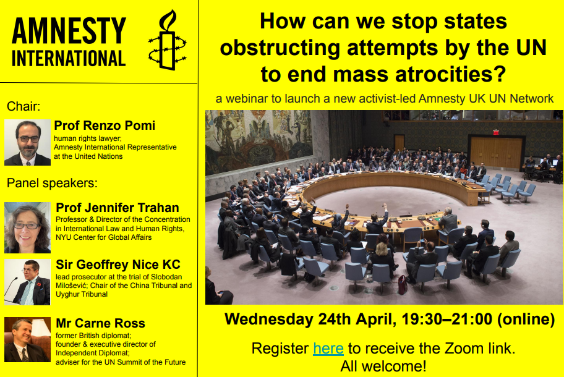 AMNESTY
INTERNATIONAL
Chair:
Prof Renzo Pomi
human rights lawyer:
Amnesty International Representative
at the United Nations
Panel speakers:
Prof Jennifer Trahan
Professor & Director of the Concentration
in International Law and Human Rights,
NYU Center for Global Affairs
Sir Geoffrey Nice KC
lead prosecutor at the trial of Slobodan
Milošević; Chair of the China Tribunal and
Uyghur Tribunal
Mr Carne Ross
former British diplomat;
founder & executive director of
Independent Diplomat;
adviser for the UN Summit of the Future
How can we stop states
obstructing attempts by the UN
to end mass atrocities?
a webinar to launch a new activist-led Amnesty UK UN Network
Wednesday 24th April, 19:30–21:00 (online)
Register here to receive the Zoom link.
All welcome!